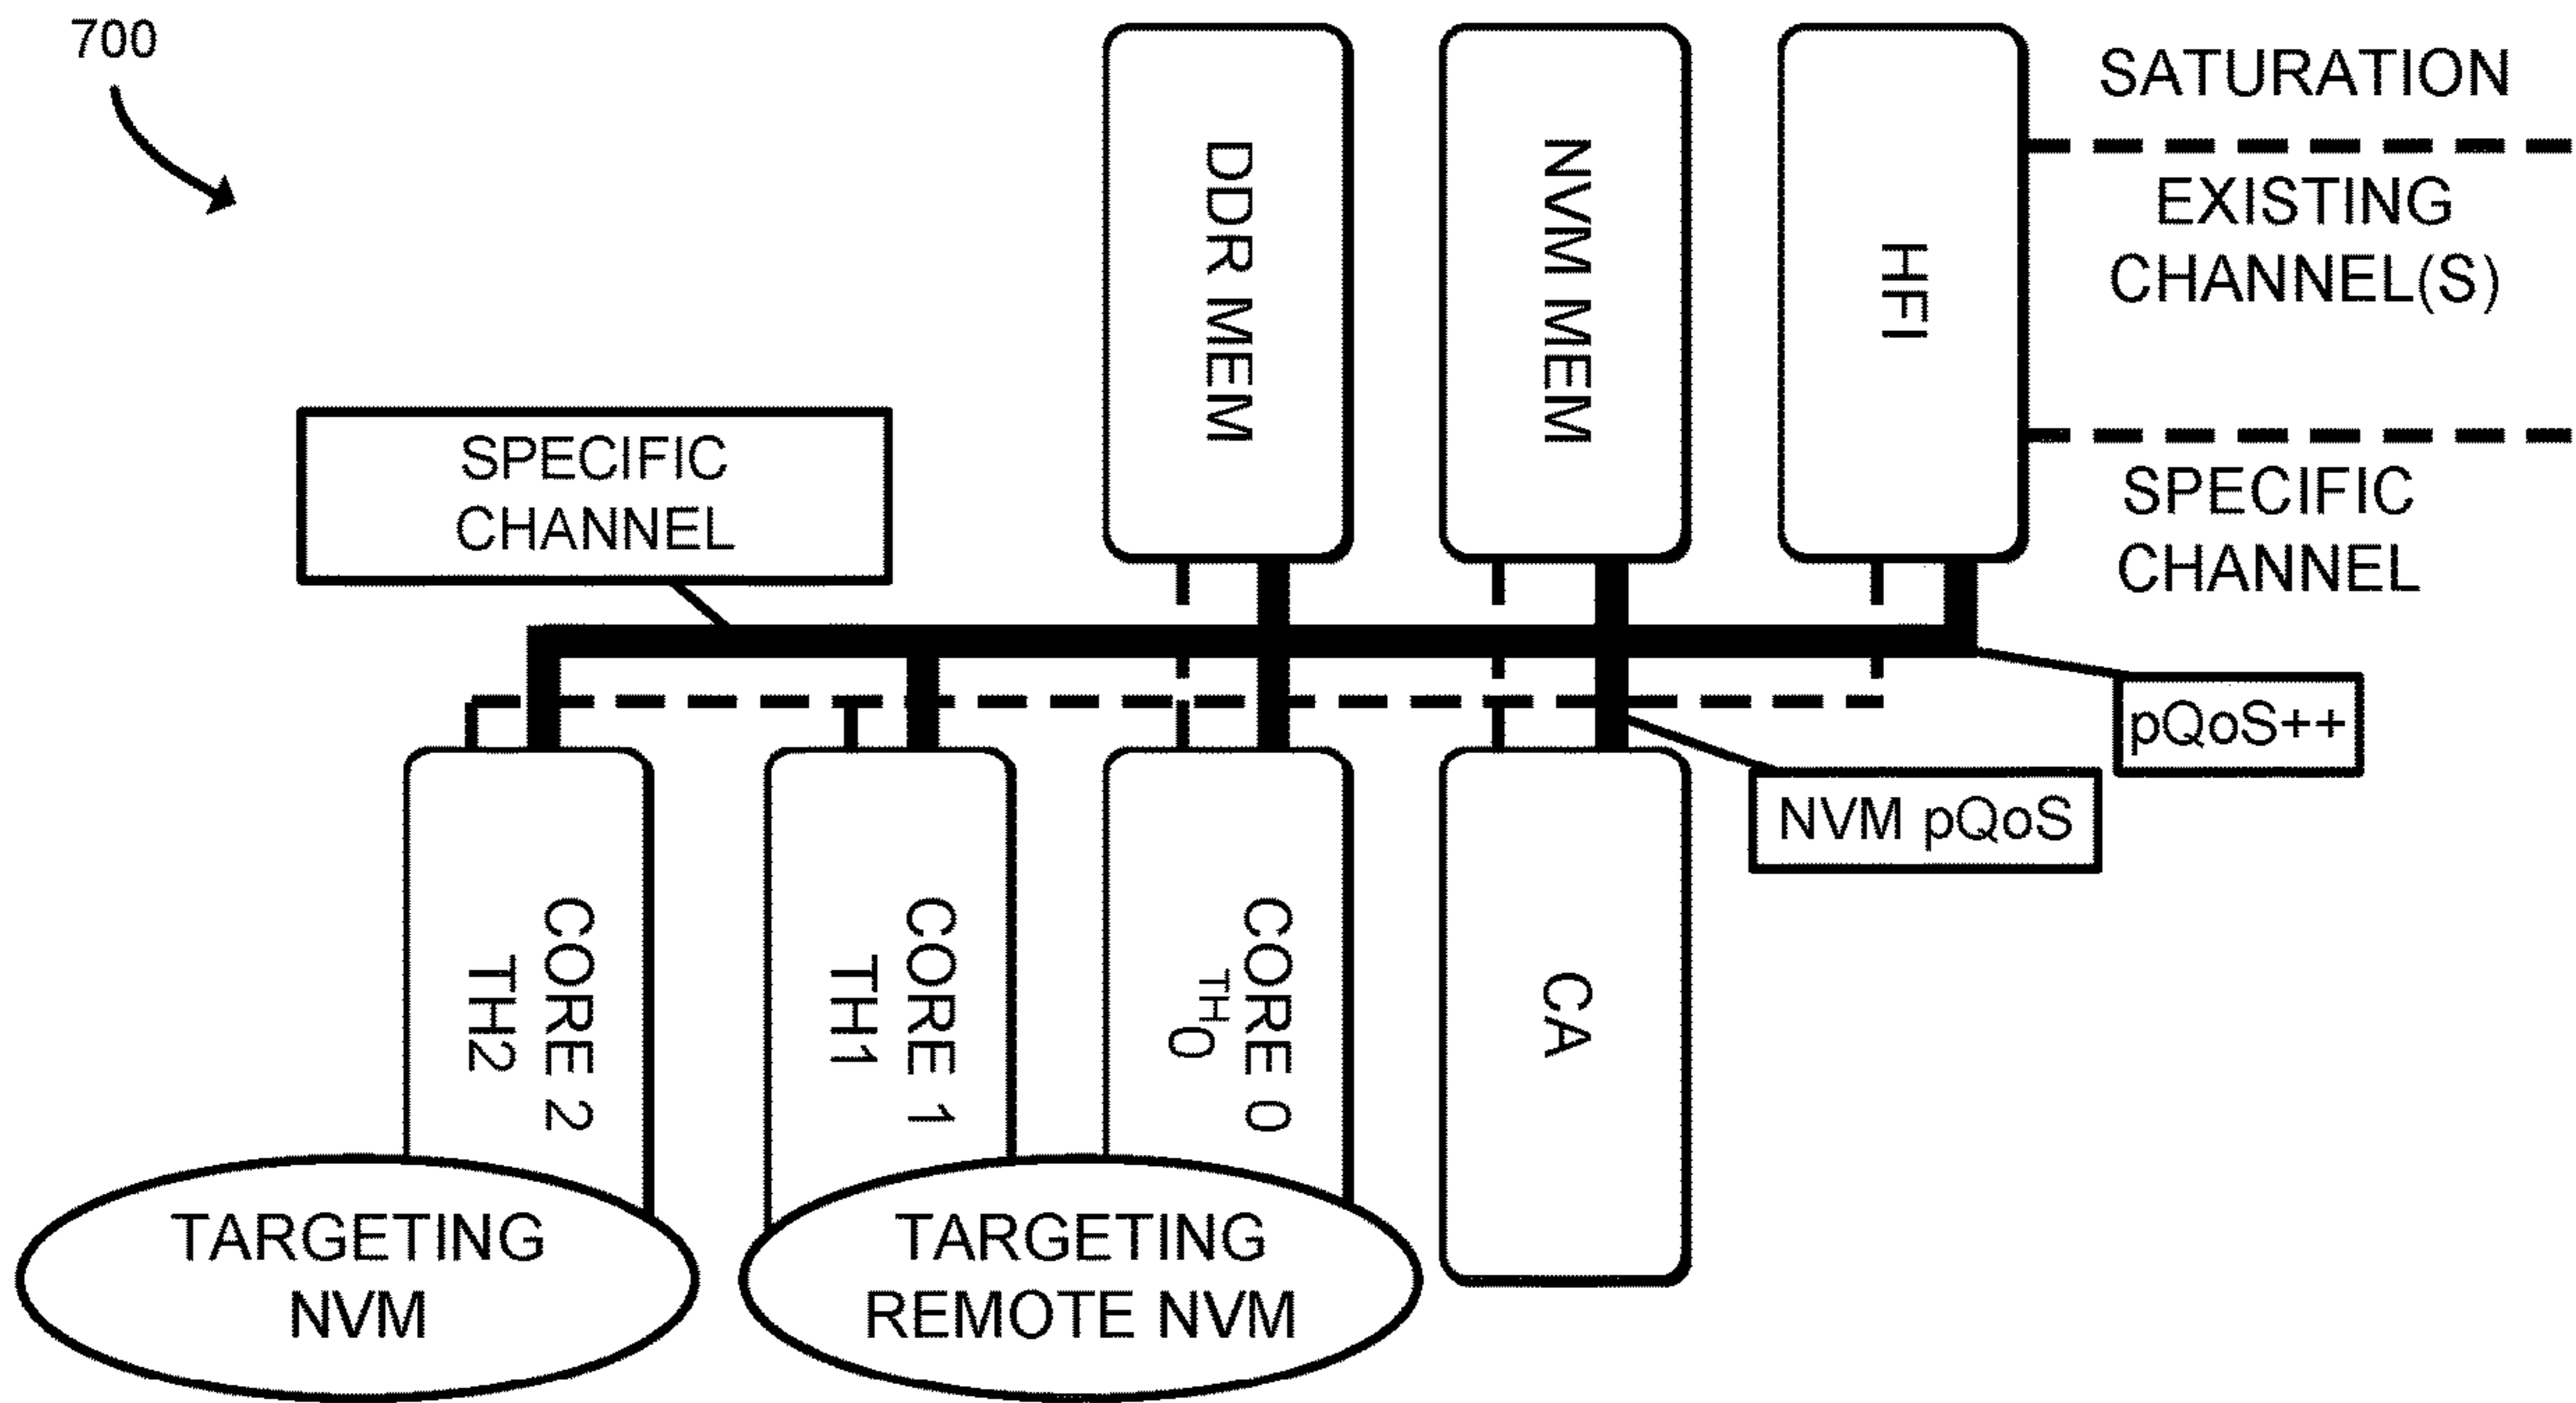 700
DDR MEM
NVM MEM
HFI
SATURATION
EXISTING
CHANNEL(S)
SPECIFIC
CHANNEL
SPECIFIC
CHANNEL
pQoS++
NVM pQoS
CORE 2
TH2
CORE 1
TH1
CORE 0
TH0
CA
TARGETING
NVM
TARGETING
REMOTE NVM